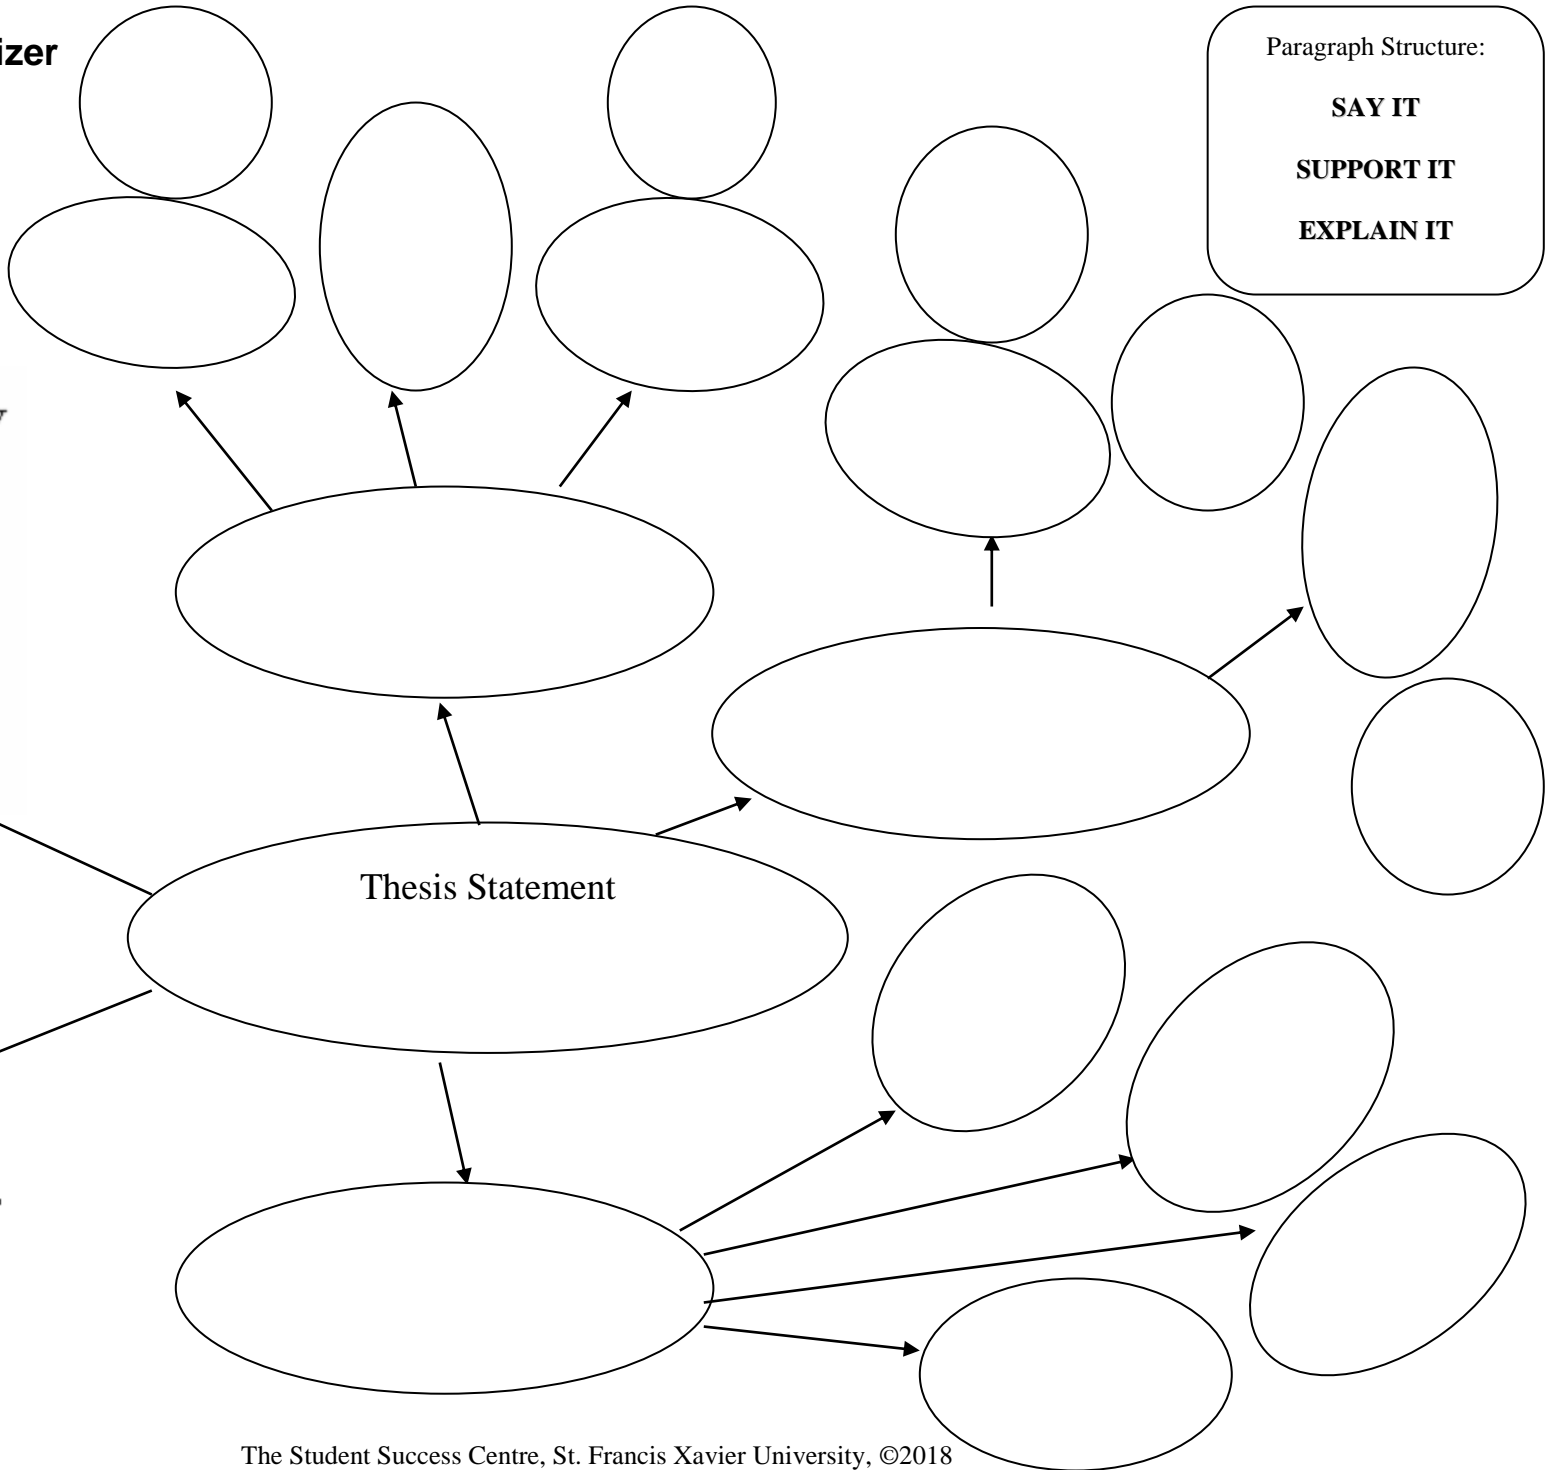 izer
Paragraph Structure:
SAY IT
SUPPORT IT
EXPLAIN IT
Thesis Statement
The Student Success Centre, St. Francis Xavier University, ©2018